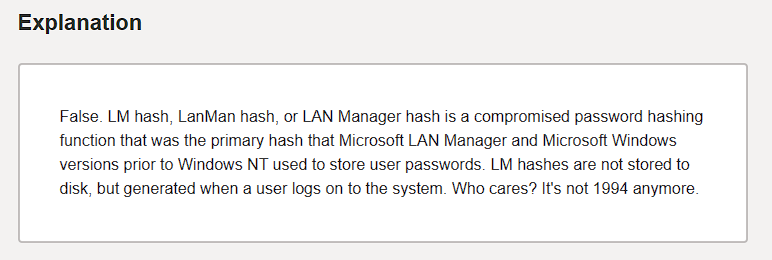 Explanation
False. LM hash, LanMan hash, or LAN Manager hash is a compromised password hashing
function that was the primary hash that Microsoft LAN Manager and Microsoft Windows
versions prior to Windows NT used to store user passwords. LM hashes are not stored to
disk, but generated when a user logs on to the system. Who cares? It's not 1994 anymore.